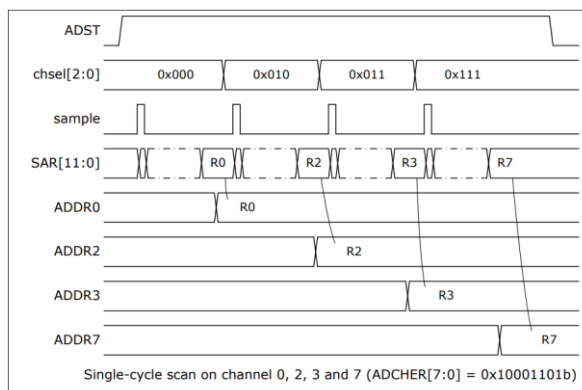 ADST
chsel[2:0] 0x000 0x010 0x011 0x111
sample
SAR[11:0] R0 R2 R3 R7
ADDR0 R0
ADDR2 R2
ADDR3 R3
ADDR7 R7
Single-cycle scan on channel 0, 2, 3 and 7 (ADCHER[7:0] = 0x10001101b)